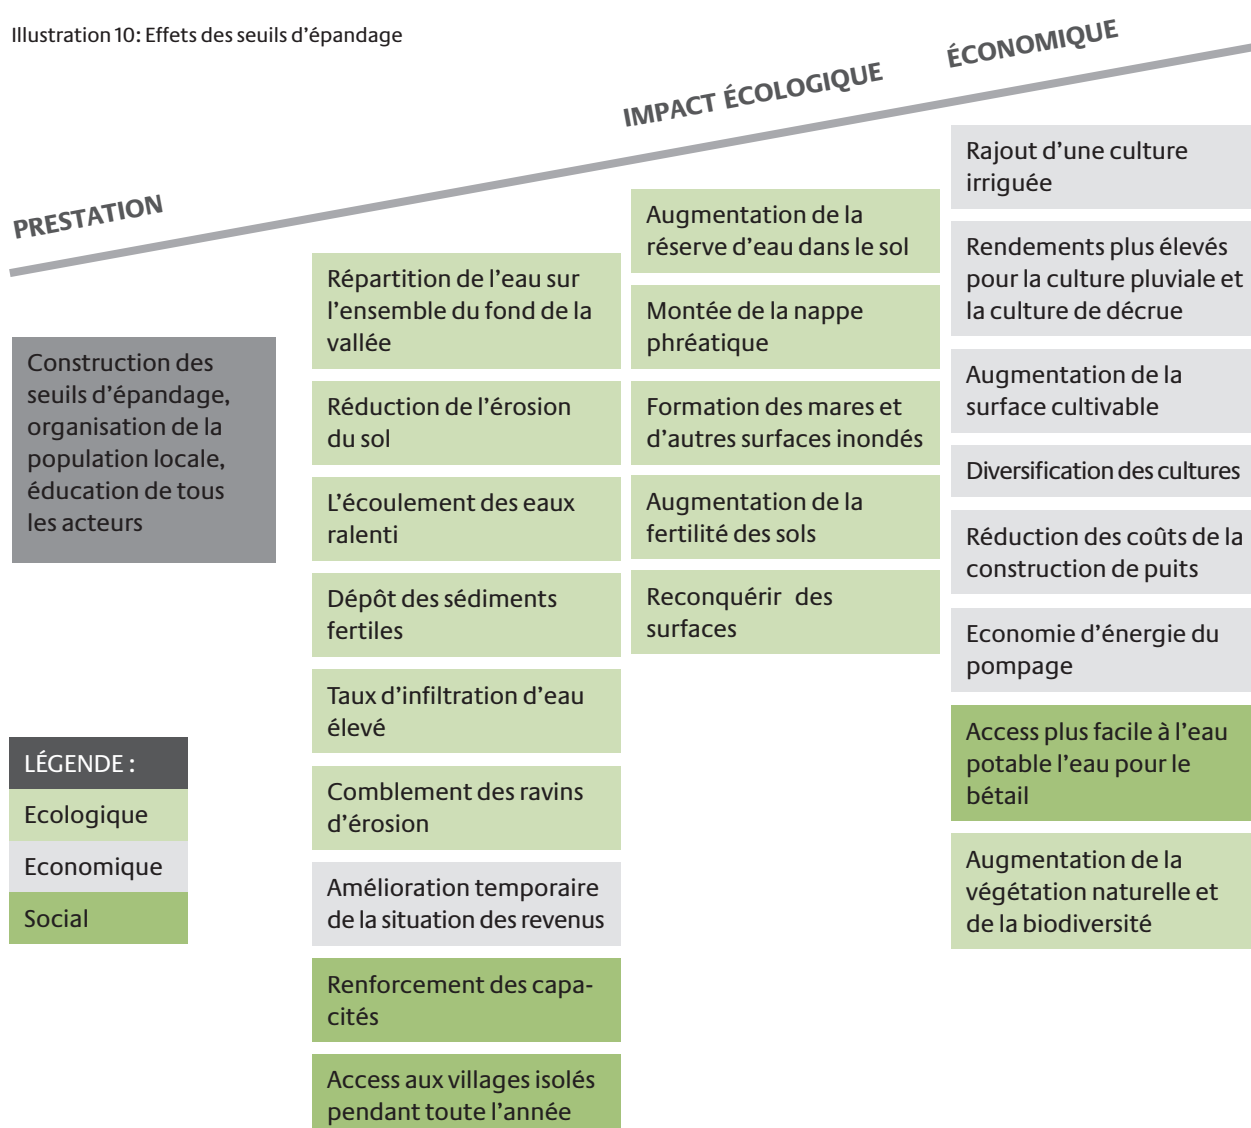 Illustration 10: Effets des seuils d’épandage
PRESTATION
IMPACT ÉCOLOGIQUE
ÉCONOMIQUE
Construction des
seuils d’épandage,
organisation de la
population locale,
éducation de tous
les acteurs
Répartition de l’eau sur
l’ensemble du fond de la
vallée
Réduction de l’érosion
du sol
L’écoulement des eaux
ralenti
Dépôt des sédiments
fertiles
Taux d’infiltration d’eau
élevé
Comblement des ravins
d’érosion
Amélioration temporaire
de la situation des revenus
Renforcement des capa-
cités
Access aux villages isolés
pendant toute l’année
Augmentation de la
réserve d’eau dans le sol
Montée de la nappe
phréatique
Formation des mares et
d’autres surfaces inondés
Augmentation de la
fertilité des sols
Reconquérir des
surfaces
Rajout d’une culture
irriguée
Rendements plus élevés
pour la culture pluviale et
la culture de décrue
Augmentation de la
surface cultivable
Diversification des cultures
Réduction des coûts de la
construction de puits
Economie d’énergie du
pompage
Access plus facile à l’eau
potable l’eau pour le
bétail
Augmentation de la
végétation naturelle et
de la biodiversité
LÉGENDE :
Ecologique
Economique
Social